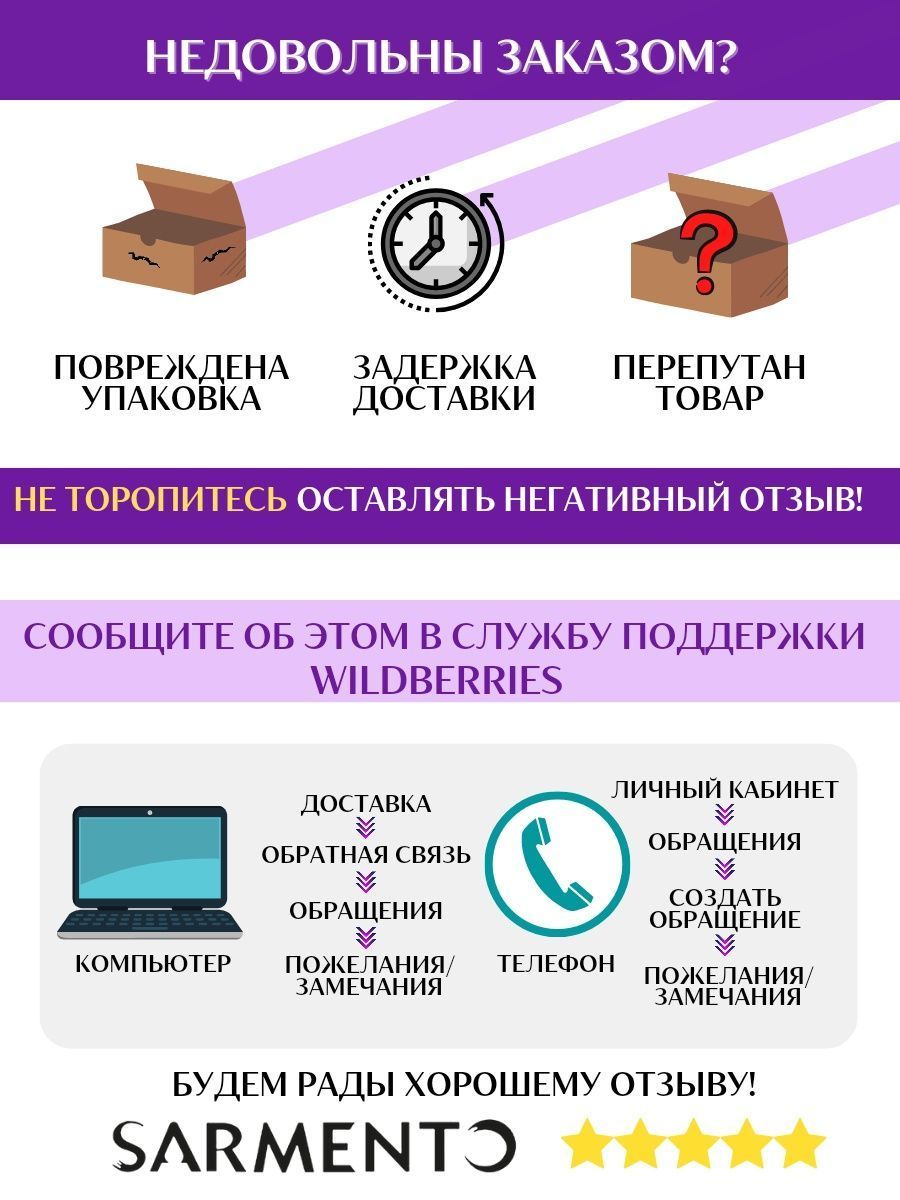 НЕДОВОЛЬНЫ ЗАКАЗОМ?
ПОВРЕЖДЕНА
УПАКОВКА
ЗАДЕРЖКА
ДОСТАВКИ
ПЕРЕПУТАН
ТОВАР
НЕ ТОРОПИТЕСЬ ОСТАВЛЯТЬ НЕГАТИВНЫЙ ОТЗЫВ!
СООБЩИТЕ ОБ ЭТОМ В СЛУЖБУ ПОДДЕРЖКИ
WILDBERRIES
КОМПЬЮТЕР
ДОСТАВКА
ОБРАТНАЯ СВЯЗЬ
ОБРАЩЕНИЯ
ПОЖЕЛАНИЯ/
ЗАМЕЧАНИЯ
ТЕЛЕФОН
ЛИЧНЫЙ КАБИНЕТ
ОБРАЩЕНИЯ
СОЗДАТЬ
ОБРАЩЕНИЕ
ПОЖЕЛАНИЯ/
ЗАМЕЧАНИЯ
БУДЕМ РАДЫ ХОРОШЕМУ ОТЗЫВУ!
SARMENTO